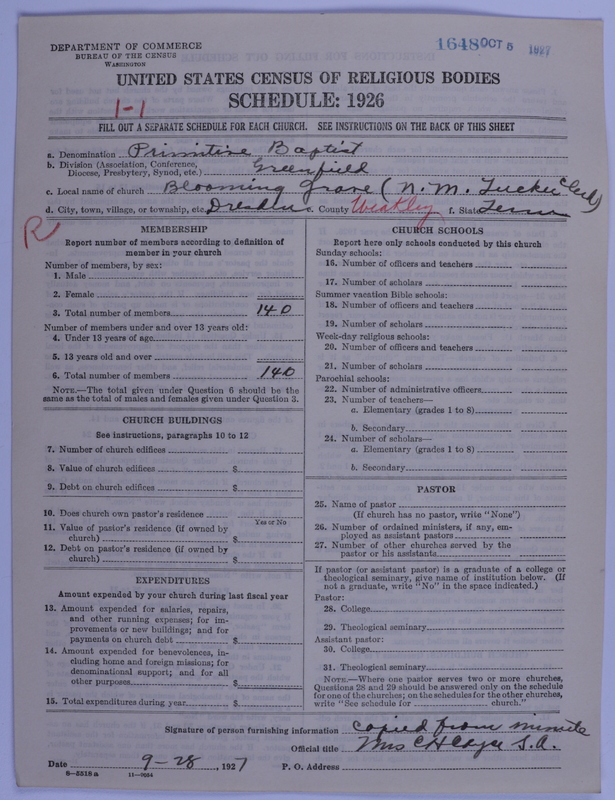 DEPARTMENT OF COMMERCE
BUREAU OF THE CENSUS
WASHINGTON
1648 OCT 5 1927
UNITED STATES CENSUS OF RELIGIOUS BODIES
SCHEDULE: 1926
1-1
FILL OUT A SEPARATE SCHEDULE FOR EACH CHURCH. SEE INSTRUCTIONS ON THE BACK OF THIS SHEET
a. Denomination Primitive Baptist
b. Division (Association, Conference, Diocese, Presbytery, Synod, etc.) Greenfield
c. Local name of church Blooming Grove (N. M. Tucker Clerk)
d. City, town, village, or township, etc. Dresden e. County Weakley f. State Tenn
R
MEMBERSHIP
Report number of members according to definition of
member in your church
Number of members, by sex:
1. Male
2. Female
3. Total number of members 140
Number of members under and over 13 years old:
4. Under 13 years of age
5. 13 years old and over
6. Total number of members 140
NOTE.—The total given under Question 6 should be
same as the total of males and females given under Question 3.
CHURCH BUILDINGS
See instructions, paragraphs 10 to 12
7. Number of church edifices
8. Value of church edifices $
9. Debt on church edifices $
10. Does church own pastor's residence
Yes or No
11. Value of pastor's residence (if owned by
church) $
12. Debt on pastor's residence (if owned by
church) $
EXPENDITURES
Amount expended by your church during last fiscal year
13. Amount expended for salaries, repairs,
and other running expenses; for im-
provements or new buildings; and for
payments on church debt $
14. Amount expended for benevolences, in-
cluding home and foreign missions; for
denominational support; and for all
other purposes $
15. Total expenditures during year $
CHURCH SCHOOLS
Report here only schools conducted by this church
Sunday schools:
16. Number of officers and teachers
17. Number of scholars
Summer vacation Bible schools:
18. Number of officers and teachers
19. Number of scholars
Week-day religious schools:
20. Number of officers and teachers
21. Number of scholars
Parochial schools:
22. Number of administrative officers
23. Number of teachers—
a. Elementary (grades 1 to 8)
b. Secondary
24. Number of scholars—
a. Elementary (grades 1 to 8)
b. Secondary
PASTOR
25. Name of pastor
(If church has no pastor, write "None")
26. Number of ordained ministers, if any, em-
ployed as assistant pastors
27. Number of other churches served by the
pastor or his assistants
If pastor (or assistant pastor) is a graduate of a college or
theological seminary, give name of institution below. (If
not a graduate, write "No" in the space indicated.)
Pastor:
28. College
29. Theological seminary
Assistant pastor:
30. College
31. Theological seminary
NOTE.—Where one pastor serves two or more churches,
Questions 28 and 29 should be answered only on the schedule
for one of the churches; on the schedules for the other churches,
write "See schedule for church."
Signature of person furnishing information copied from minute
Official title Mrs C H S.A.
Date 9-28, 1927 P. O. Address
8-5518 a 11-9034